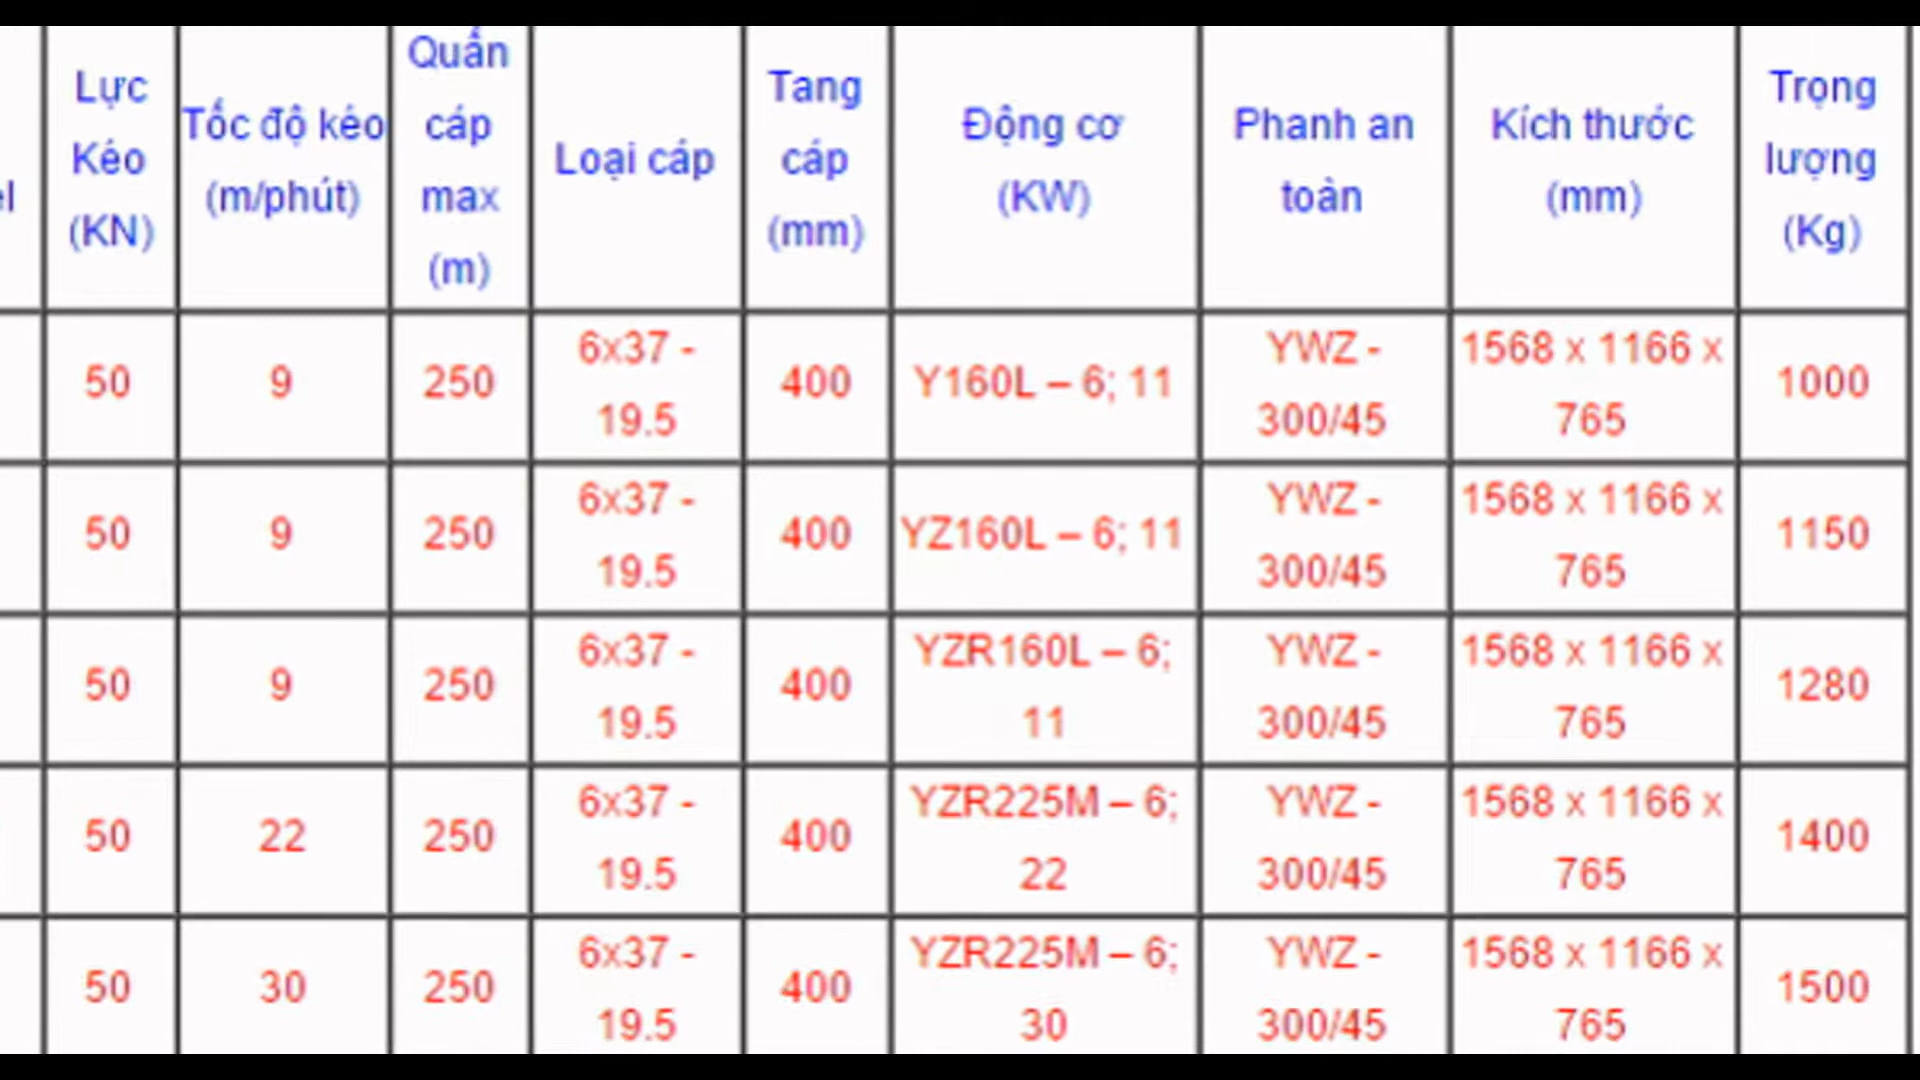 el
Lực
Kéo
(KN)
Tốc độ kéo
(m/phút)
Quấn
cáp
max
(m)
Loại cáp
Tang
cáp
(mm)
Động cơ
(KW)
Phanh an
toàn
Kích thước
(mm)
Trọng
lượng
(Kg)
50
9
250
6x37 -
19.5
400
Y160L – 6; 11
YWZ -
300/45
1568 x 1166 x
765
1000
50
9
250
6x37 -
19.5
400
YZ160L – 6; 11
YWZ -
300/45
1568 x 1166 x
765
1150
50
9
250
6x37 -
19.5
400
YZR160L – 6;
11
YWZ -
300/45
1568 x 1166 x
765
1280
50
22
250
6x37 -
19.5
400
YZR225M – 6;
22
YWZ -
300/45
1568 x 1166 x
765
1400
50
30
250
6x37 -
19.5
400
YZR225M – 6;
30
YWZ -
300/45
1568 x 1166 x
765
1500